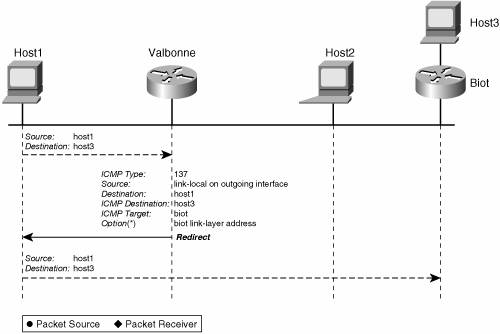 Host3
Host1
Valbonne
Host2
Biot
Source: host1
Destination: host3
ICMP Type: 137
Source: link-local on outgoing interface
Destination: host1
ICMP Destination: host3
ICMP Target: biot
Option(*) biot link-layer address
Redirect
Source: host1
Destination: host3
Packet Source
Packet Receiver